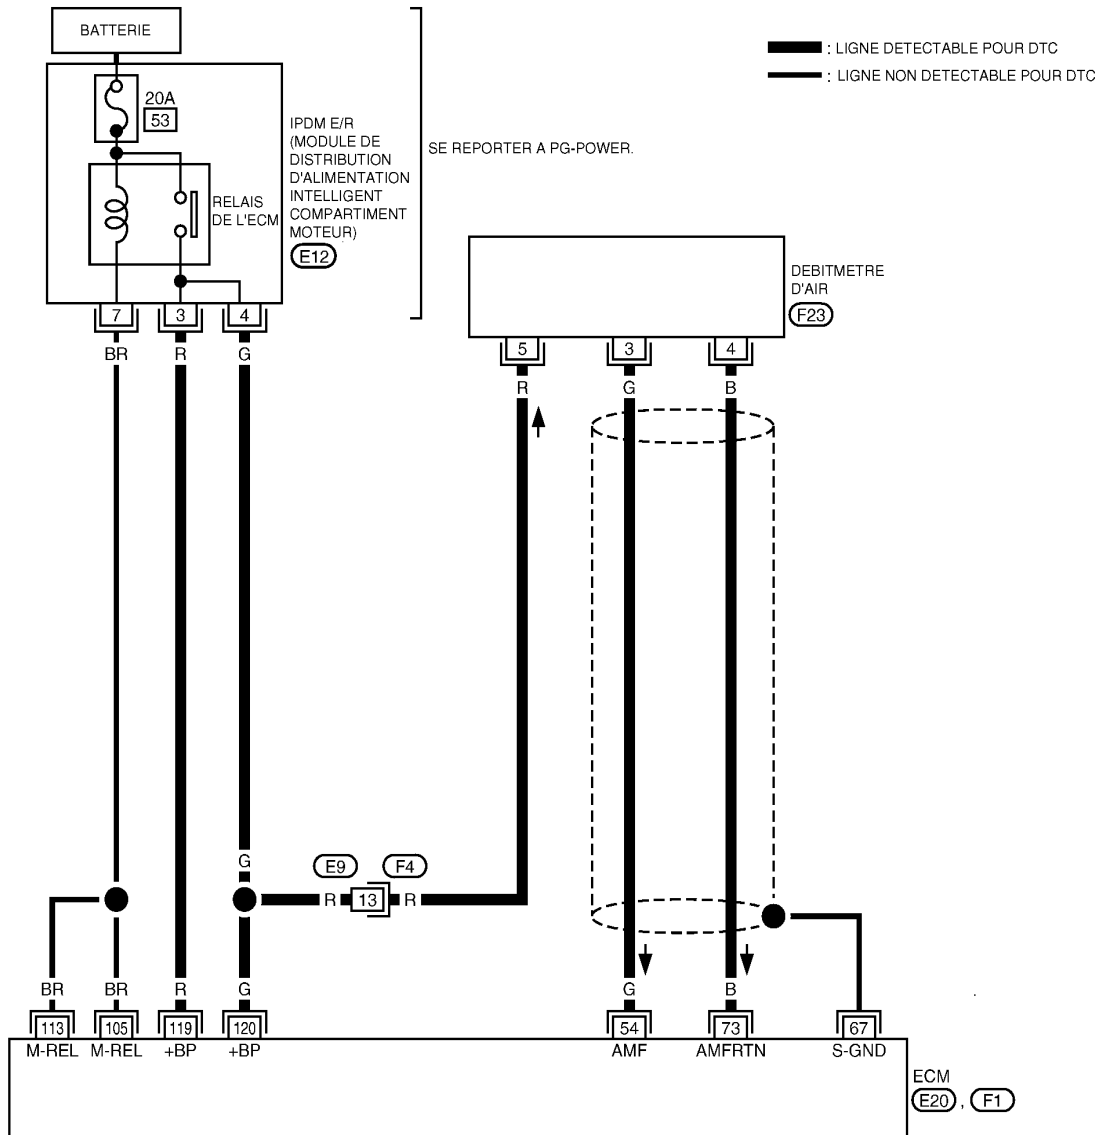 BATTERIE
: LIGNE DETECTABLE POUR DTC
: LIGNE NON DETECTABLE POUR DTC
20A
53
IPDM E/R
(MODULE DE
DISTRIBUTION
D'ALIMENTATION
INTELLIGENT
COMPARTIMENT
MOTEUR)
E12
SE REPORTER A PG-POWER.
RELAIS
DE L'ECM
DEBITMETRE
D'AIR
F23
7 3 4
BR R G
5 3 4
R G B
G
E9 F4
R 13 R
BR BR R G G B
113 105 119 120 54 73 67
M-REL M-REL +BP +BP AMF AMFRTN S-GND
ECM
E20 , F1